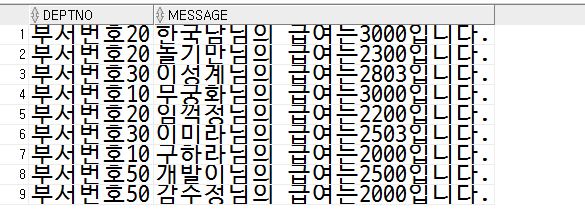 DEPTNO MESSAGE
1 부서번호20 한국남님의 급여는3000입니다.
2 부서번호20 놀기만님의 급여는2300입니다.
3 부서번호30 이성계님의 급여는2803입니다.
4 부서번호10 무궁화님의 급여는3000입니다.
5 부서번호20 임꺽정님의 급여는2200입니다.
6 부서번호30 이미라님의 급여는2503입니다.
7 부서번호10 구하라님의 급여는2000입니다.
8 부서번호50 개발이님의 급여는2500입니다.
9 부서번호50 감수정님의 급여는2000입니다.